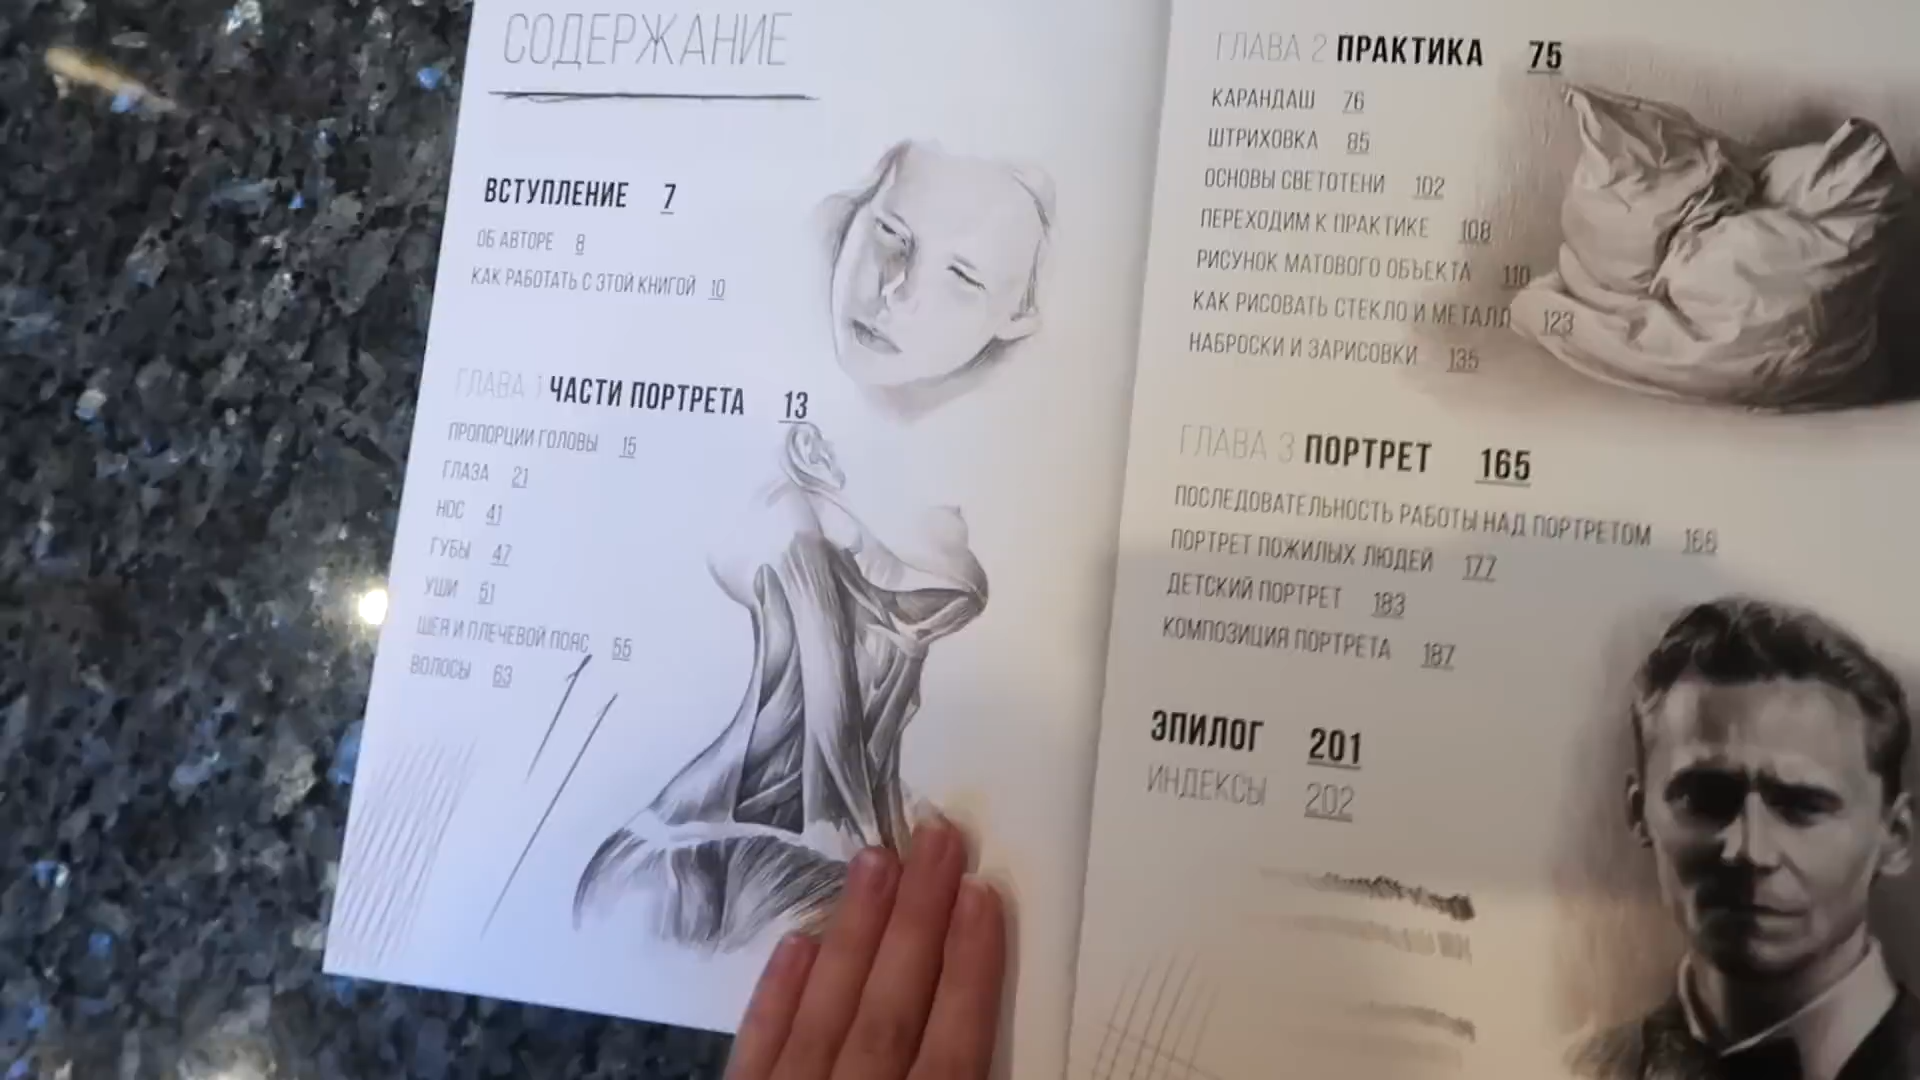 СОДЕРЖАНИЕ
ВСТУПЛЕНИЕ 7
ОБ АВТОРЕ 8
КАК РАБОТАТЬ С ЭТОЙ КНИГОЙ 10
ГЛАВА 1 ЧАСТИ ПОРТРЕТА 13
ПРОПОРЦИИ ГОЛОВЫ 15
ГЛАЗА 21
НОС 41
ГУБЫ 47
УШИ 51
ШЕЯ И ПЛЕЧЕВОЙ ПОЯС 55
ВОЛОСЫ 63
ГЛАВА 2 ПРАКТИКА 75
КАРАНДАШ 76
ШТРИХОВКА 85
ОСНОВЫ СВЕТОТЕНИ 102
ПЕРЕХОДИМ К ПРАКТИКЕ 108
РИСУНОК МАТОВОГО ОБЪЕКТА 110
КАК РИСОВАТЬ СТЕКЛО И МЕТАЛЛ 123
НАБРОСКИ И ЗАРИСОВКИ 135
ГЛАВА 3 ПОРТРЕТ 165
ПОСЛЕДОВАТЕЛЬНОСТЬ РАБОТЫ НАД ПОРТРЕТОМ 166
ПОРТРЕТ ПОЖИЛЫХ ЛЮДЕЙ 177
ДЕТСКИЙ ПОРТРЕТ 183
КОМПОЗИЦИЯ ПОРТРЕТА 187
ЭПИЛОГ 201
ИНДЕКСЫ 202